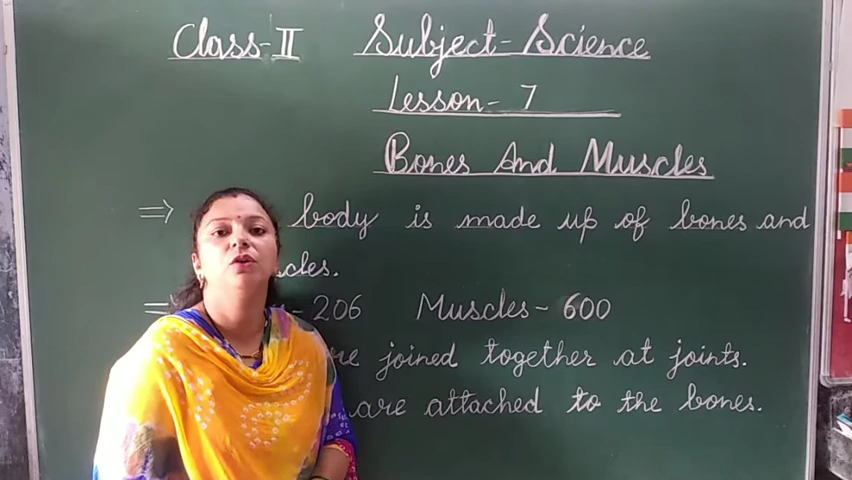 Class-II Subject-Science
Lesson- 7
Bones And Muscles
⇒ body is made up of bones and
cles.
⇒ - 206 Muscles- 600
re joined together at joints.
are attached to the bones.